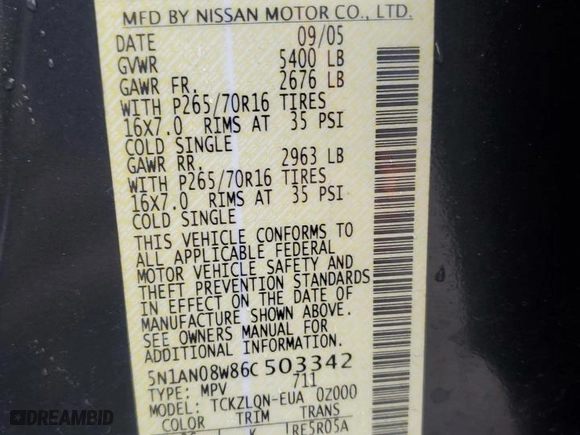 MFD BY NISSAN MOTOR CO., LTD.
DATE 09/05
GVWR 5400 LB
GAWR FR. 2676 LB
WITH P265/70R16 TIRES
16X7.0 RIMS AT 35 PSI
COLD SINGLE
GAWR RR. 2963 LB
WITH P265/70R16 TIRES
16X7.0 RIMS AT 35 PSI
COLD SINGLE
THIS VEHICLE CONFORMS TO
ALL APPLICABLE FEDERAL
MOTOR VEHICLE SAFETY AND
THEFT PREVENTION STANDARDS
IN EFFECT ON THE DATE OF
MANUFACTURE SHOWN ABOVE.
SEE OWNERS MANUAL FOR
ADDITIONAL INFORMATION.
5N1AN08W86C503342
TYPE: MPV 711
MODEL: TCKZLQN-EUA 0Z000
COLOR TRIM TRANS
K RE5R05A
DREAMBID